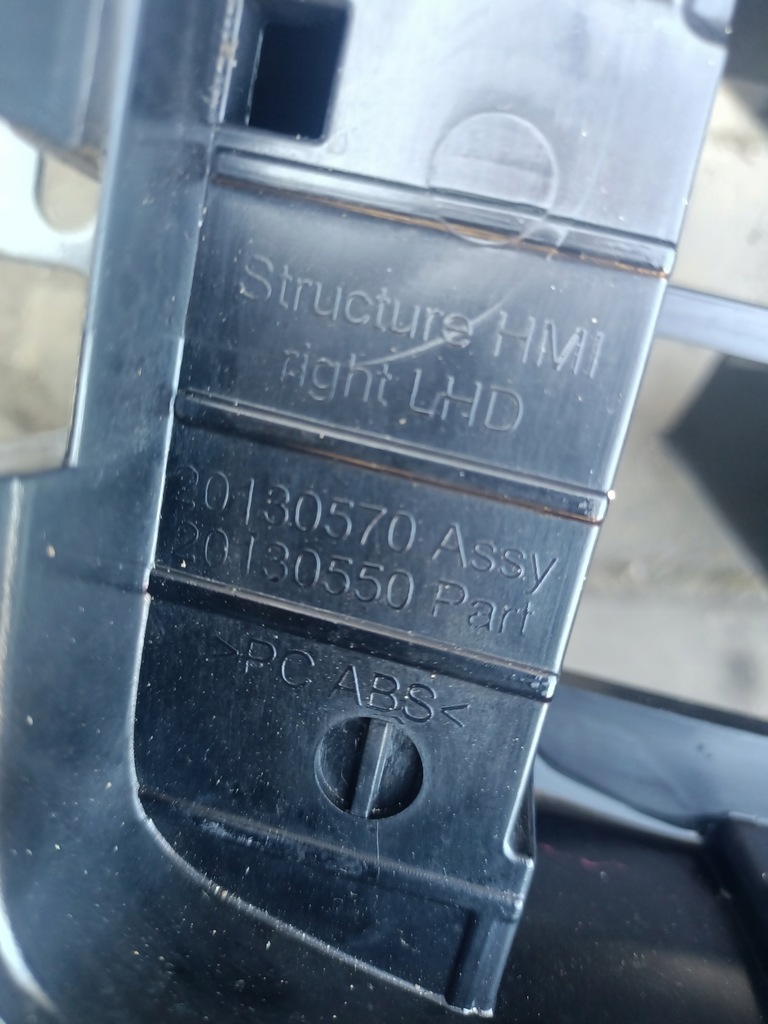 Structure HMI
right LHD
20130570 Assy
20130550 Part
>PC ABS<